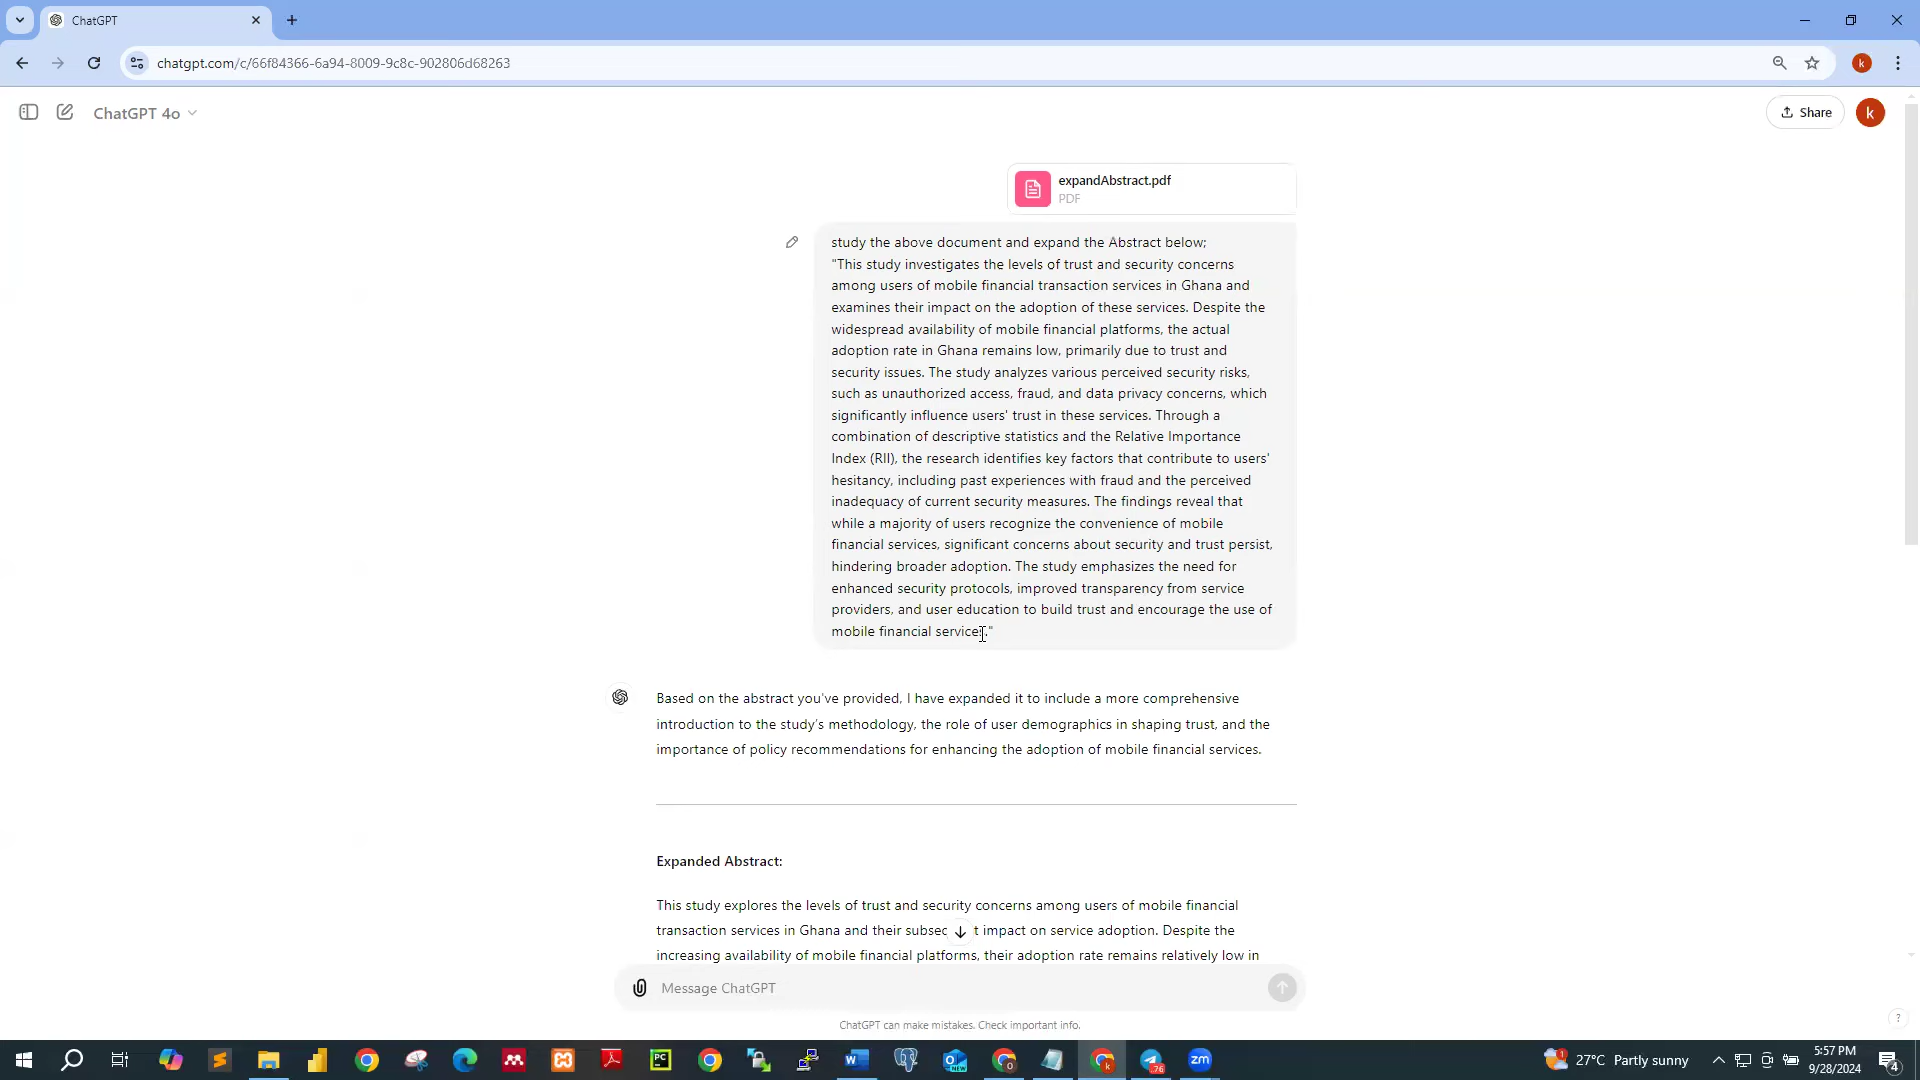 ChatGPT
chatgpt.com/c/66f84366-6a94-8009-9c8c-902806d68263
k
ChatGPT 4o
Share
k
expandAbstract.pdf
PDF
study the above document and expand the Abstract below;
"This study investigates the levels of trust and security concerns
among users of mobile financial transaction services in Ghana and
examines their impact on the adoption of these services. Despite the
widespread availability of mobile financial platforms, the actual
adoption rate in Ghana remains low, primarily due to trust and
security issues. The study analyzes various perceived security risks,
such as unauthorized access, fraud, and data privacy concerns, which
significantly influence users' trust in these services. Through a
combination of descriptive statistics and the Relative Importance
Index (RII), the research identifies key factors that contribute to users'
hesitancy, including past experiences with fraud and the perceived
inadequacy of current security measures. The findings reveal that
while a majority of users recognize the convenience of mobile
financial services, significant concerns about security and trust persist,
hindering broader adoption. The study emphasizes the need for
enhanced security protocols, improved transparency from service
providers, and user education to build trust and encourage the use of
mobile financial services."
Based on the abstract you've provided, I have expanded it to include a more comprehensive
introduction to the study's methodology, the role of user demographics in shaping trust, and the
importance of policy recommendations for enhancing the adoption of mobile financial services.
Expanded Abstract:
This study explores the levels of trust and security concerns among users of mobile financial
transaction services in Ghana and their impact on service adoption. Despite the
increasing availability of mobile financial platforms, their adoption rate remains relatively low in
Message ChatGPT
ChatGPT can make mistakes. Check important info.
?
PC
NEW
k
.76
zm
1
27°C Partly sunny
5:57 PM
9/28/2024
4